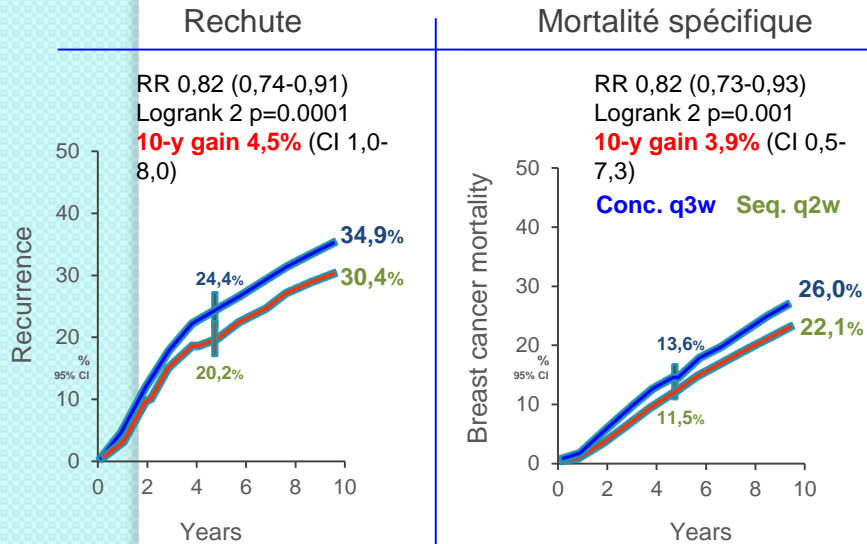 Rechute
RR 0,82 (0,74-0,91)
Logrank 2 p=0.0001
10-y gain 4,5% (CI 1,0-
8,0)
50
40
30
20
10
0
Recurrence
%
95% CI
34,9%
30,4%
24,4%
20,2%
0 2 4 6 8 10
Years
Mortalité spécifique
RR 0,82 (0,73-0,93)
Logrank 2 p=0.001
10-y gain 3,9% (CI 0,5-
7,3)
Conc. q3w Seq. q2w
50
40
30
20
10
0
Breast cancer mortality
%
95% CI
26,0%
22,1%
13,6%
11,5%
0 2 4 6 8 10
Years